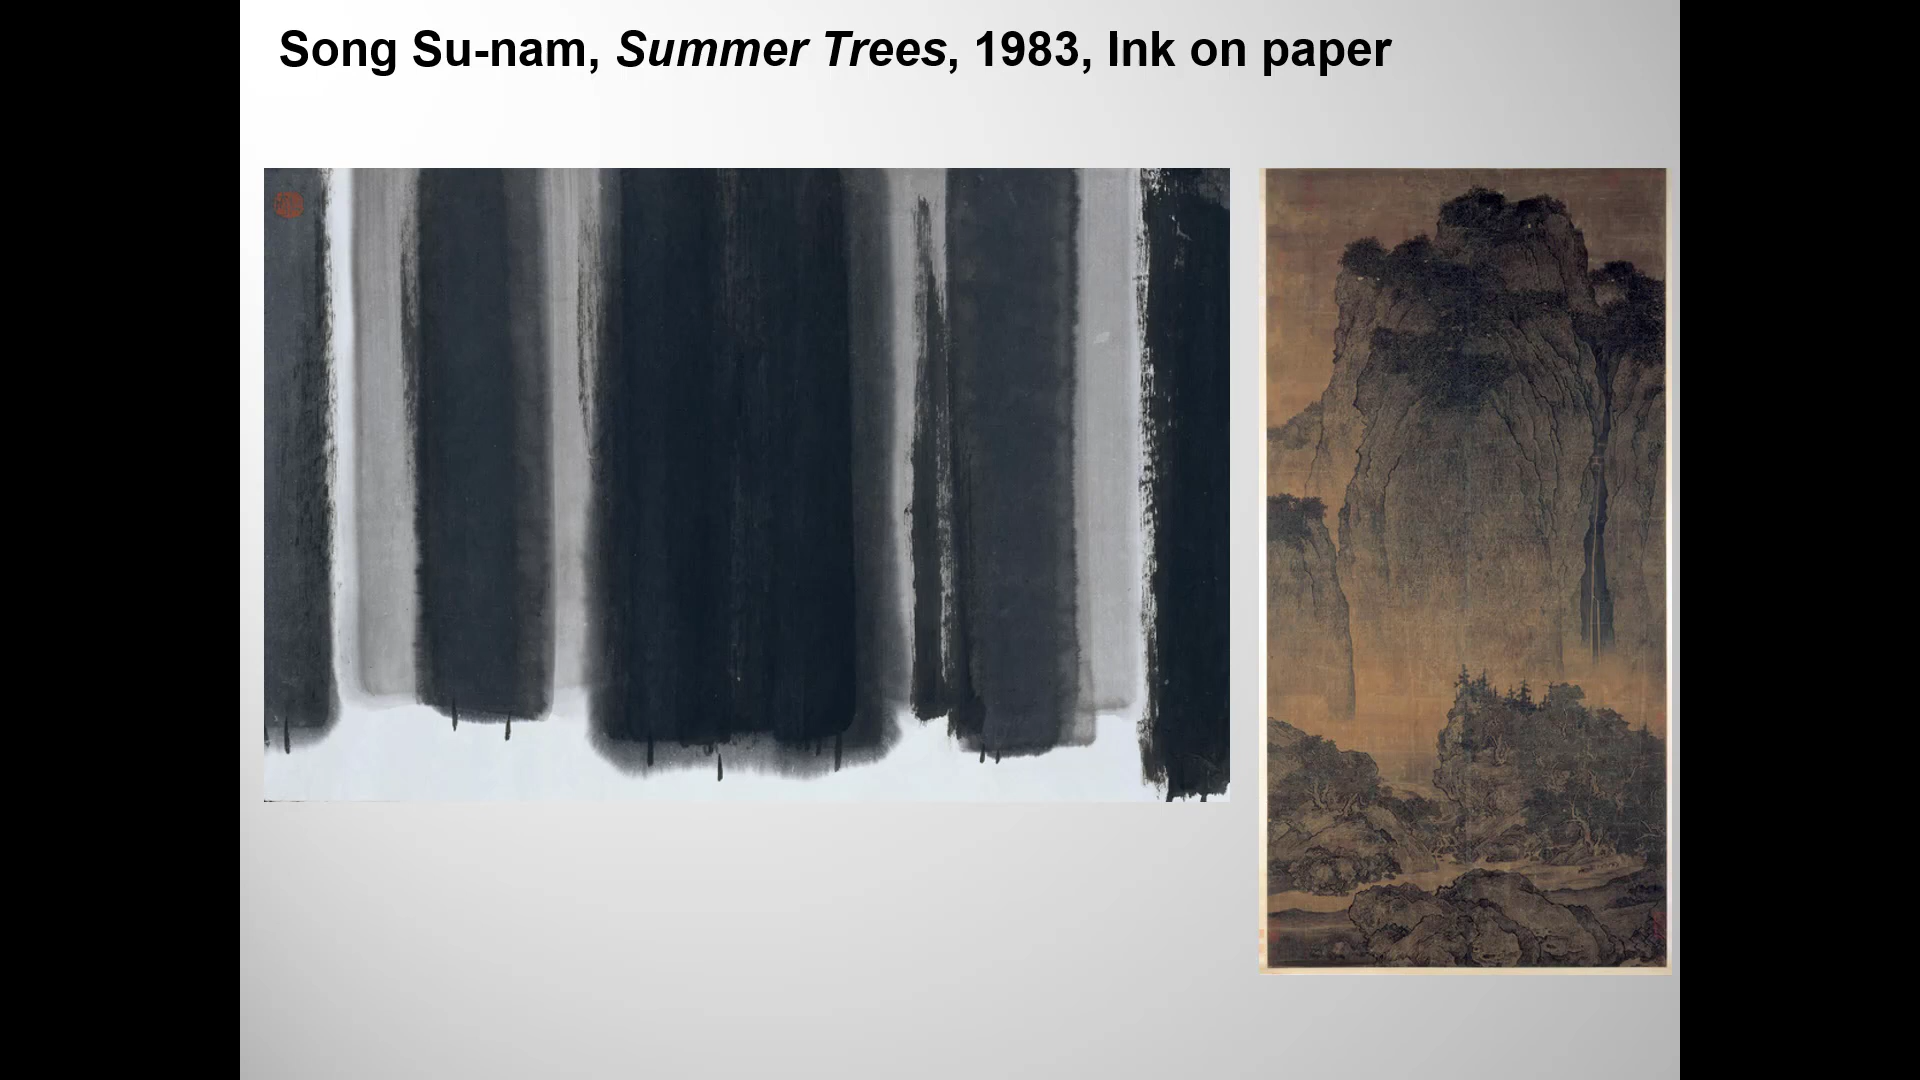 Song Su-nam, Summer Trees, 1983, Ink on paper